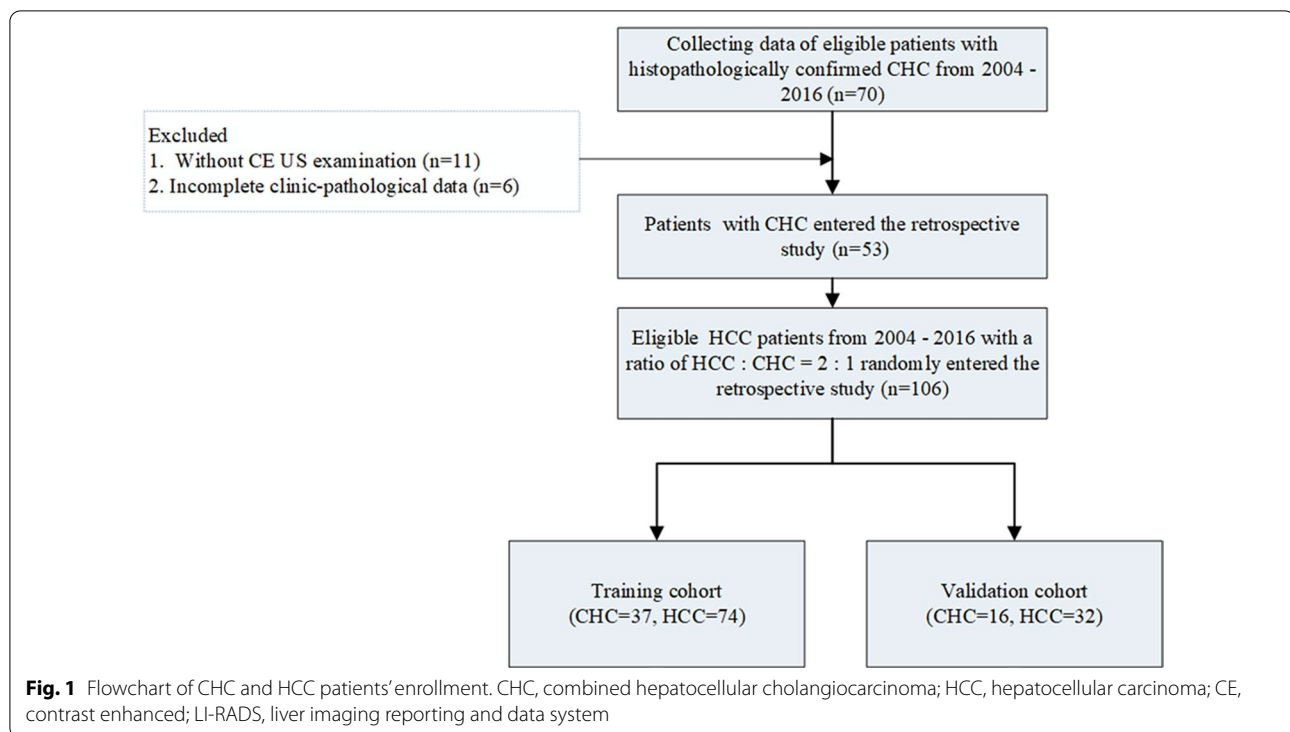 Collecting data of eligible patients with
histopathologically confirmed CHC from 2004 -
2016 (n=70)
Excluded
1. Without CE US examination (n=11)
2. Incomplete clinic-pathological data (n=6)
Patients with CHC entered the retrospective
study (n=53)
Eligible HCC patients from 2004 - 2016 with a
ratio of HCC : CHC = 2 : 1 randomly entered the
retrospective study (n=106)
Training cohort
(CHC=37, HCC=74)
Validation cohort
(CHC=16, HCC=32)
Fig. 1 Flowchart of CHC and HCC patients’ enrollment. CHC, combined hepatocellular cholangiocarcinoma; HCC, hepatocellular carcinoma; CE,
contrast enhanced; LI-RADS, liver imaging reporting and data system